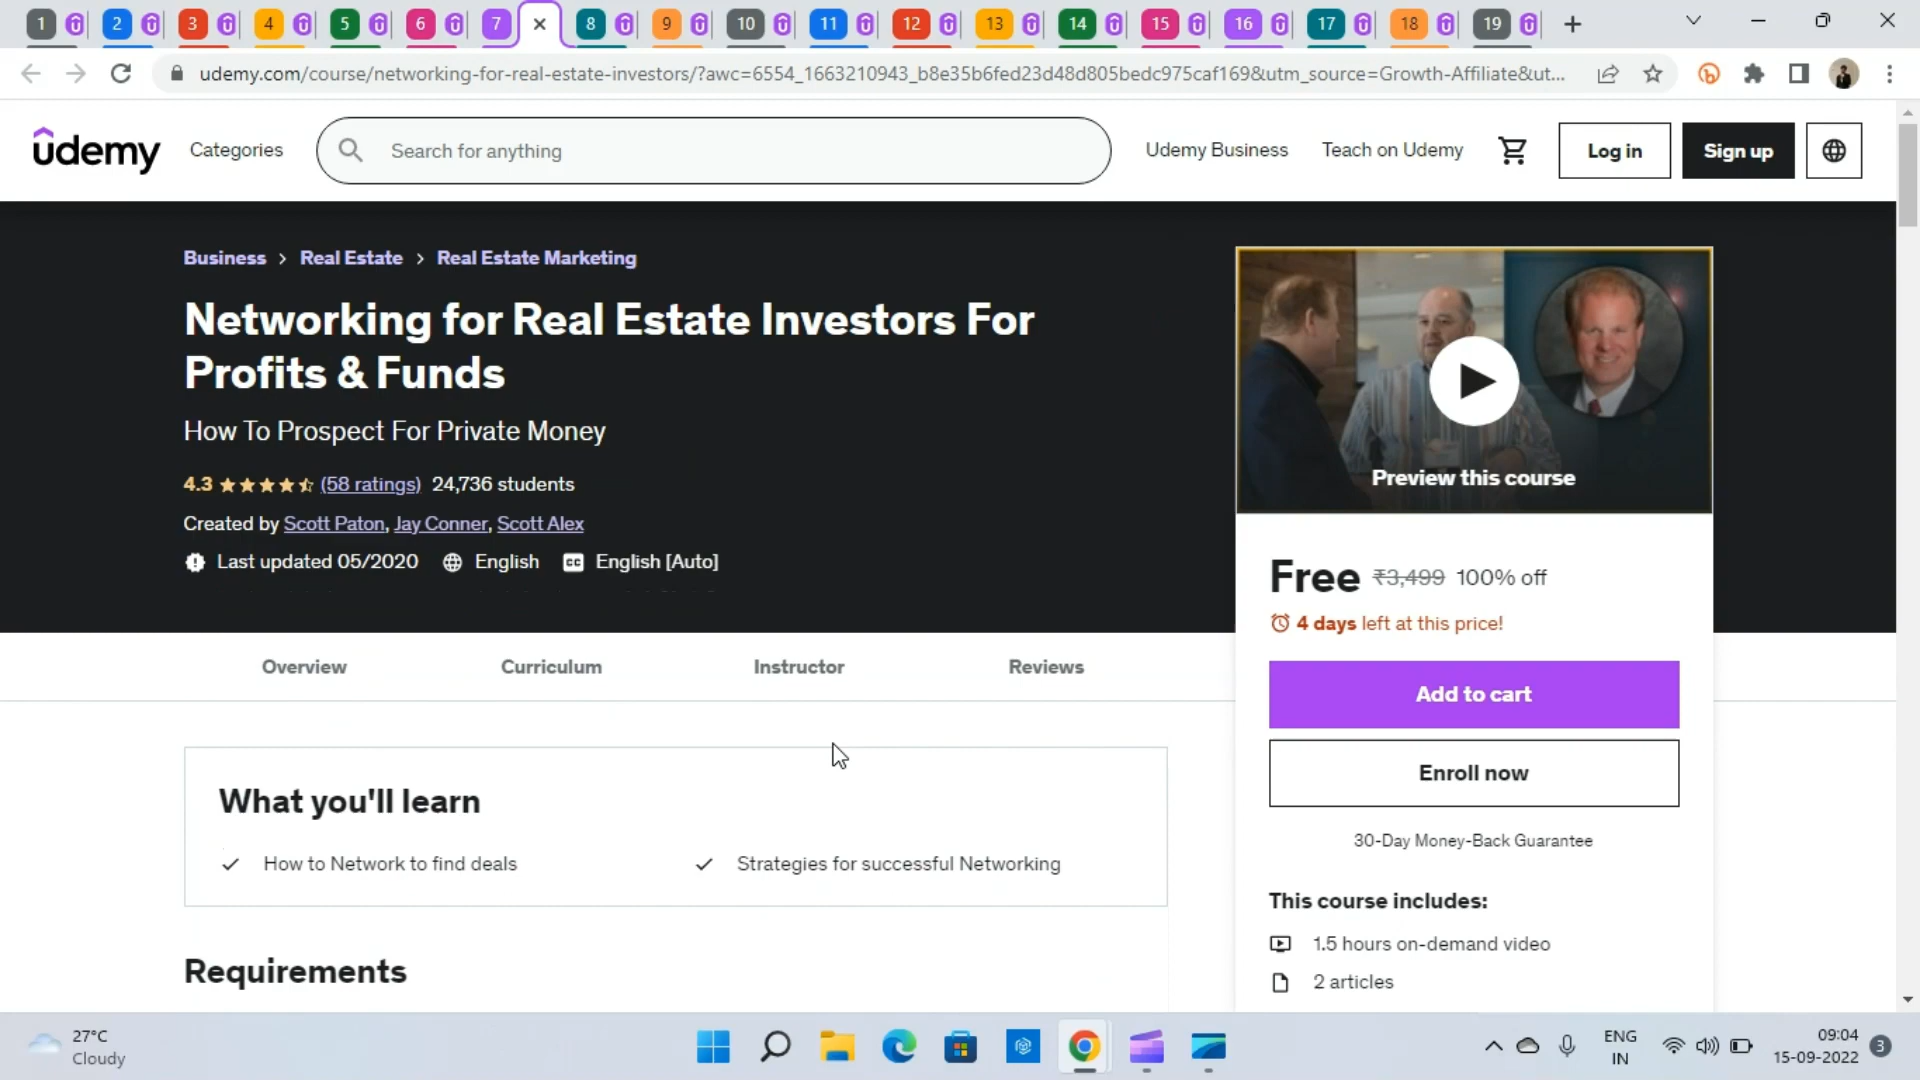 1 2 3 4 5 6 7 8 9 10 11 12 13 14 15 16 17 18 19
udemy.com/course/networking-for-real-estate-investors/?awc=6554_1663210943_b8e35b6fed23d48d805bedc975caf169&utm_source=Growth-Affiliate&ut...
udemy Categories Search for anything Udemy Business Teach on Udemy Log in Sign up
Business > Real Estate > Real Estate Marketing
Networking for Real Estate Investors For
Profits & Funds
How To Prospect For Private Money
4.3 (58 ratings) 24,736 students
Created by Scott Paton, Jay Conner, Scott Alex
Last updated 05/2020 English CC English [Auto]
Preview this course
Free ₹3,499 100% off
4 days left at this price!
Add to cart
Enroll now
30-Day Money-Back Guarantee
This course includes:
1.5 hours on-demand video
2 articles
Overview Curriculum Instructor Reviews
What you'll learn
How to Network to find deals Strategies for successful Networking
Requirements
27°C
Cloudy
ENG
IN
09:04
15-09-2022
3